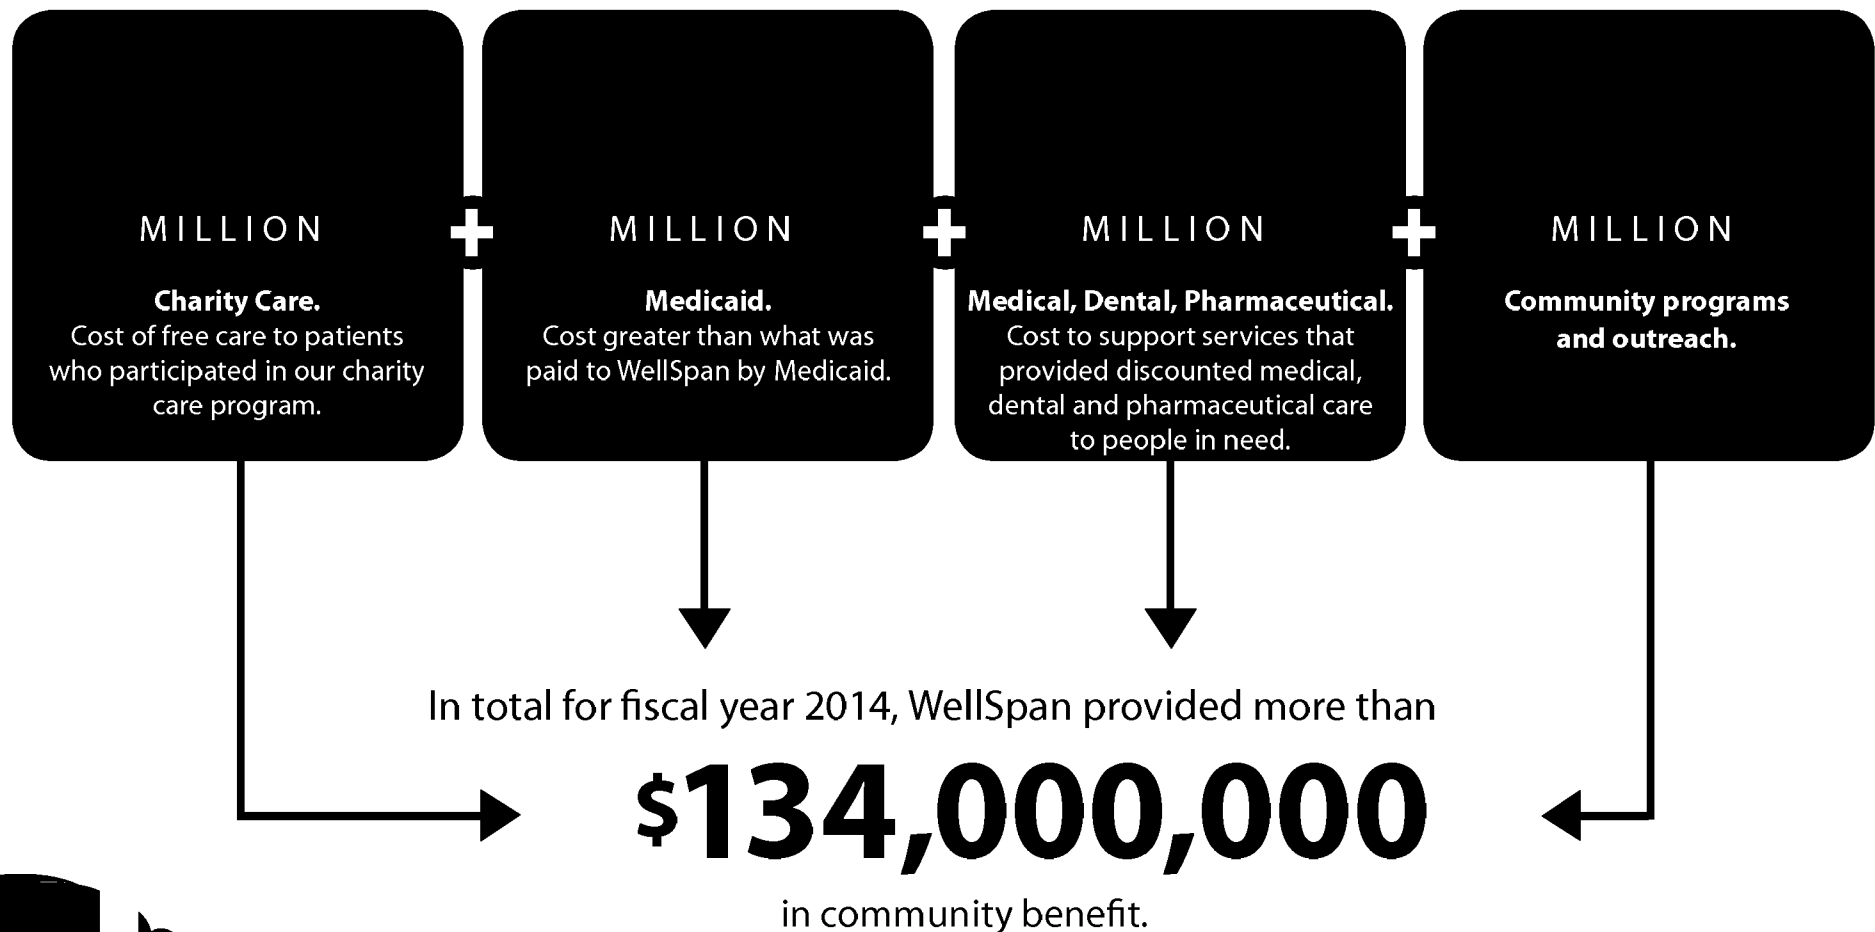 MILLION
Charity Care.
Cost of free care to patients
who participated in our charity
care program.
+
MILLION
Medicaid.
Cost greater than what was
paid to WellSpan by Medicaid.
+
MILLION
Medical, Dental, Pharmaceutical.
Cost to support services that
provided discounted medical,
dental and pharmaceutical care
to people in need.
+
MILLION
Community programs
and outreach.
In total for fiscal year 2014, WellSpan provided more than
$134,000,000
in community benefit.